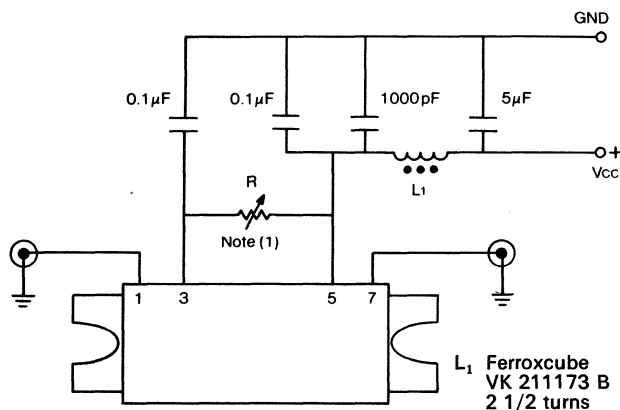 GND
0.1μF
0.1μF
1000pF
5μF
+
Vcc
L1
R
Note (1)
1
3
5
7
L1 Ferroxcube
VK 211173 B
2 1/2 turns